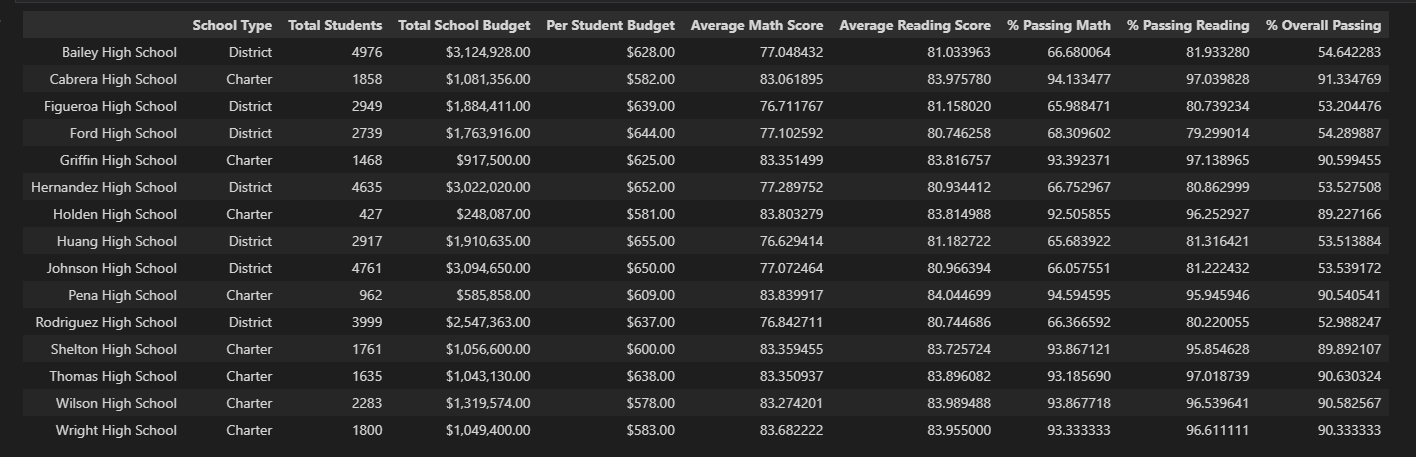 School Type Total Students Total School Budget Per Student Budget Average Math Score Average Reading Score % Passing Math % Passing Reading % Overall Passing
Bailey High School District 4976 $3,124,928.00 $628.00 77.048432 81.033963 66.680064 81.933280 54.642283
Cabrera High School Charter 1858 $1,081,356.00 $582.00 83.061895 83.975780 94.133477 97.039828 91.334769
Figueroa High School District 2949 $1,884,411.00 $639.00 76.711767 81.158020 65.988471 80.739234 53.204476
Ford High School District 2739 $1,763,916.00 $644.00 77.102592 80.746258 68.309602 79.299014 54.289887
Griffin High School Charter 1468 $917,500.00 $625.00 83.351499 83.816757 93.392371 97.138965 90.599455
Hernandez High School District 4635 $3,022,020.00 $652.00 77.289752 80.934412 66.752967 80.862999 53.527508
Holden High School Charter 427 $248,087.00 $581.00 83.803279 83.814988 92.505855 96.252927 89.227166
Huang High School District 2917 $1,910,635.00 $655.00 76.629414 81.182722 65.683922 81.316421 53.513884
Johnson High School District 4761 $3,094,650.00 $650.00 77.072464 80.966394 66.057551 81.222432 53.539172
Pena High School Charter 962 $585,858.00 $609.00 83.839917 84.044699 94.594595 95.945946 90.540541
Rodriguez High School District 3999 $2,547,363.00 $637.00 76.842711 80.744686 66.366592 80.220055 52.988247
Shelton High School Charter 1761 $1,056,600.00 $600.00 83.359455 83.725724 93.867121 95.854628 89.892107
Thomas High School Charter 1635 $1,043,130.00 $638.00 83.350937 83.896082 93.185690 97.018739 90.630324
Wilson High School Charter 2283 $1,319,574.00 $578.00 83.274201 83.989488 93.867718 96.539641 90.582567
Wright High School Charter 1800 $1,049,400.00 $583.00 83.682222 83.955000 93.333333 96.611111 90.333333